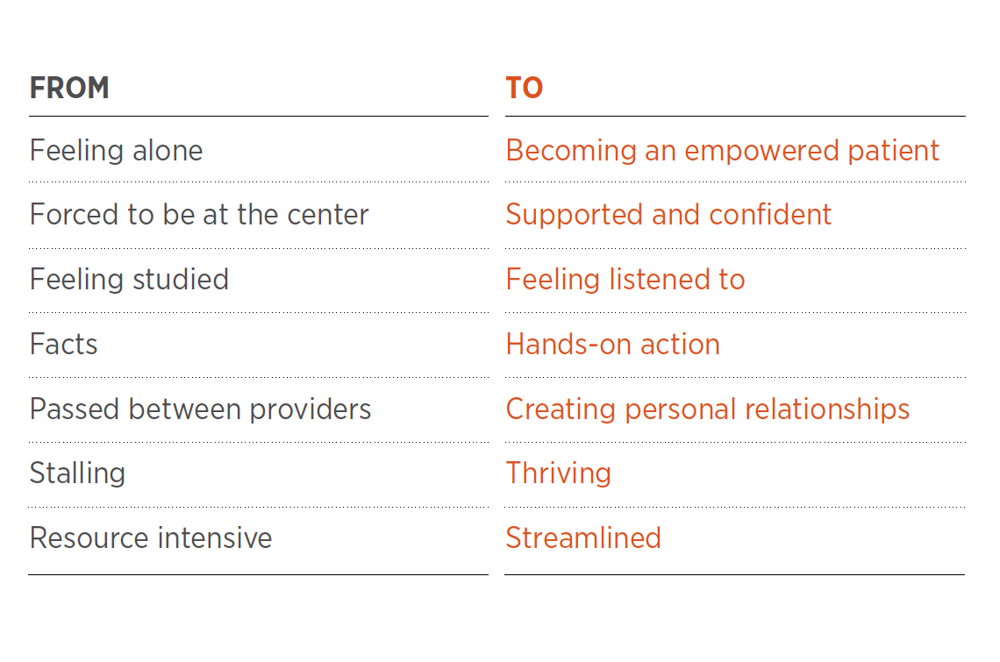 FROM TO
Feeling alone Becoming an empowered patient
Forced to be at the center Supported and confident
Feeling studied Feeling listened to
Facts Hands-on action
Passed between providers Creating personal relationships
Stalling Thriving
Resource intensive Streamlined